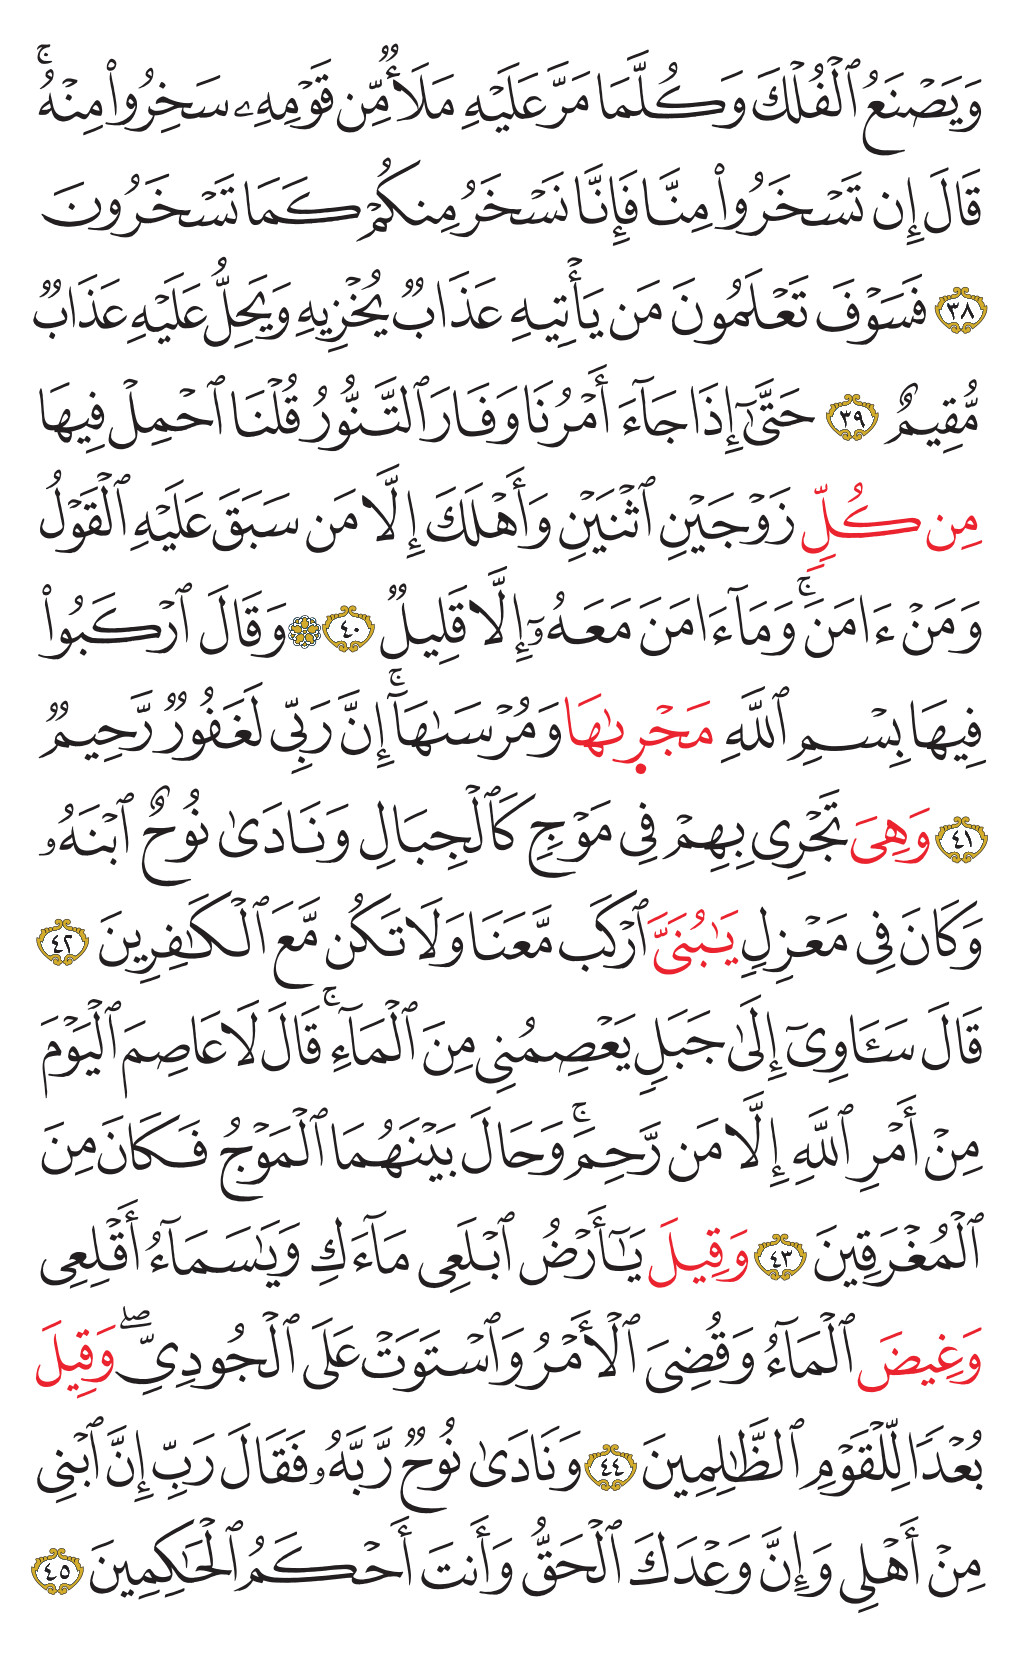 وَيَصۡنَعُ ٱلۡفُلۡكَ وَكُلَّمَا مَرَّ عَلَيۡهِ مَلَأٌ مِّن قَوۡمِهِۦ سَخِرُواْ مِنۡهُۚ
قَالَ إِن تَسۡخَرُواْ مِنَّا فَإِنَّا نَسۡخَرُ مِنكُمۡ كَمَا تَسۡخَرُونَ
٣٨ فَسَوۡفَ تَعۡلَمُونَ مَن يَأۡتِيهِ عَذَابٞ يُخۡزِيهِ وَيَحِلُّ عَلَيۡهِ عَذَابٞ
مُّقِيمٌ ٣٩ حَتَّىٰٓ إِذَا جَآءَ أَمۡرُنَا وَفَارَ ٱلتَّنُّورُ قُلۡنَا ٱحۡمِلۡ فِيهَا
مِن كُلِّ زَوۡجَيۡنِ ٱثۡنَيۡنِ وَأَهۡلَكَ إِلَّا مَن سَبَقَ عَلَيۡهِ ٱلۡقَوۡلُ
وَمَنۡ ءَامَنَۚ وَمَآ ءَامَنَ مَعَهُۥٓ إِلَّا قَلِيلٞ ٤٠ وَقَالَ ٱرۡكَبُواْ
فِيهَا بِسۡمِ ٱللَّهِ مَجۡرٜىٰهَا وَمُرۡسَىٰهَآۚ إِنَّ رَبِّي لَغَفُورٞ رَّحِيمٞ
٤١ وَهِيَ تَجۡرِي بِهِمۡ فِي مَوۡجٖ كَٱلۡجِبَالِ وَنَادَىٰ نُوحٌ ٱبۡنَهُۥ
وَكَانَ فِي مَعۡزِلٖ يَٰبُنَيَّ ٱرۡكَب مَّعَنَا وَلَا تَكُن مَّعَ ٱلۡكَٰفِرِينَ ٤٢
قَالَ سَـَٔاوِيٓ إِلَىٰ جَبَلٖ يَعۡصِمُنِي مِنَ ٱلۡمَآءِۚ قَالَ لَا عَاصِمَ ٱلۡيَوۡمَ
مِنۡ أَمۡرِ ٱللَّهِ إِلَّا مَن رَّحِمَۚ وَحَالَ بَيۡنَهُمَا ٱلۡمَوۡجُ فَكَانَ مِنَ
ٱلۡمُغۡرَقِينَ ٤٣ وَقِيلَ يَٰٓأَرۡضُ ٱبۡلَعِي مَآءَكِ وَيَٰسَمَآءُ أَقۡلِعِي
وَغِيضَ ٱلۡمَآءُ وَقُضِيَ ٱلۡأَمۡرُ وَٱسۡتَوَتۡ عَلَى ٱلۡجُودِيِّۖ وَقِيلَ
بُعۡدٗا لِّلۡقَوۡمِ ٱلظَّٰلِمِينَ ٤٤ وَنَادَىٰ نُوحٞ رَّبَّهُۥ فَقَالَ رَبِّ إِنَّ ٱبۡنِي
مِنۡ أَهۡلِي وَإِنَّ وَعۡدَكَ ٱلۡحَقُّ وَأَنتَ أَحۡكَمُ ٱلۡحَٰكِمِينَ ٤٥